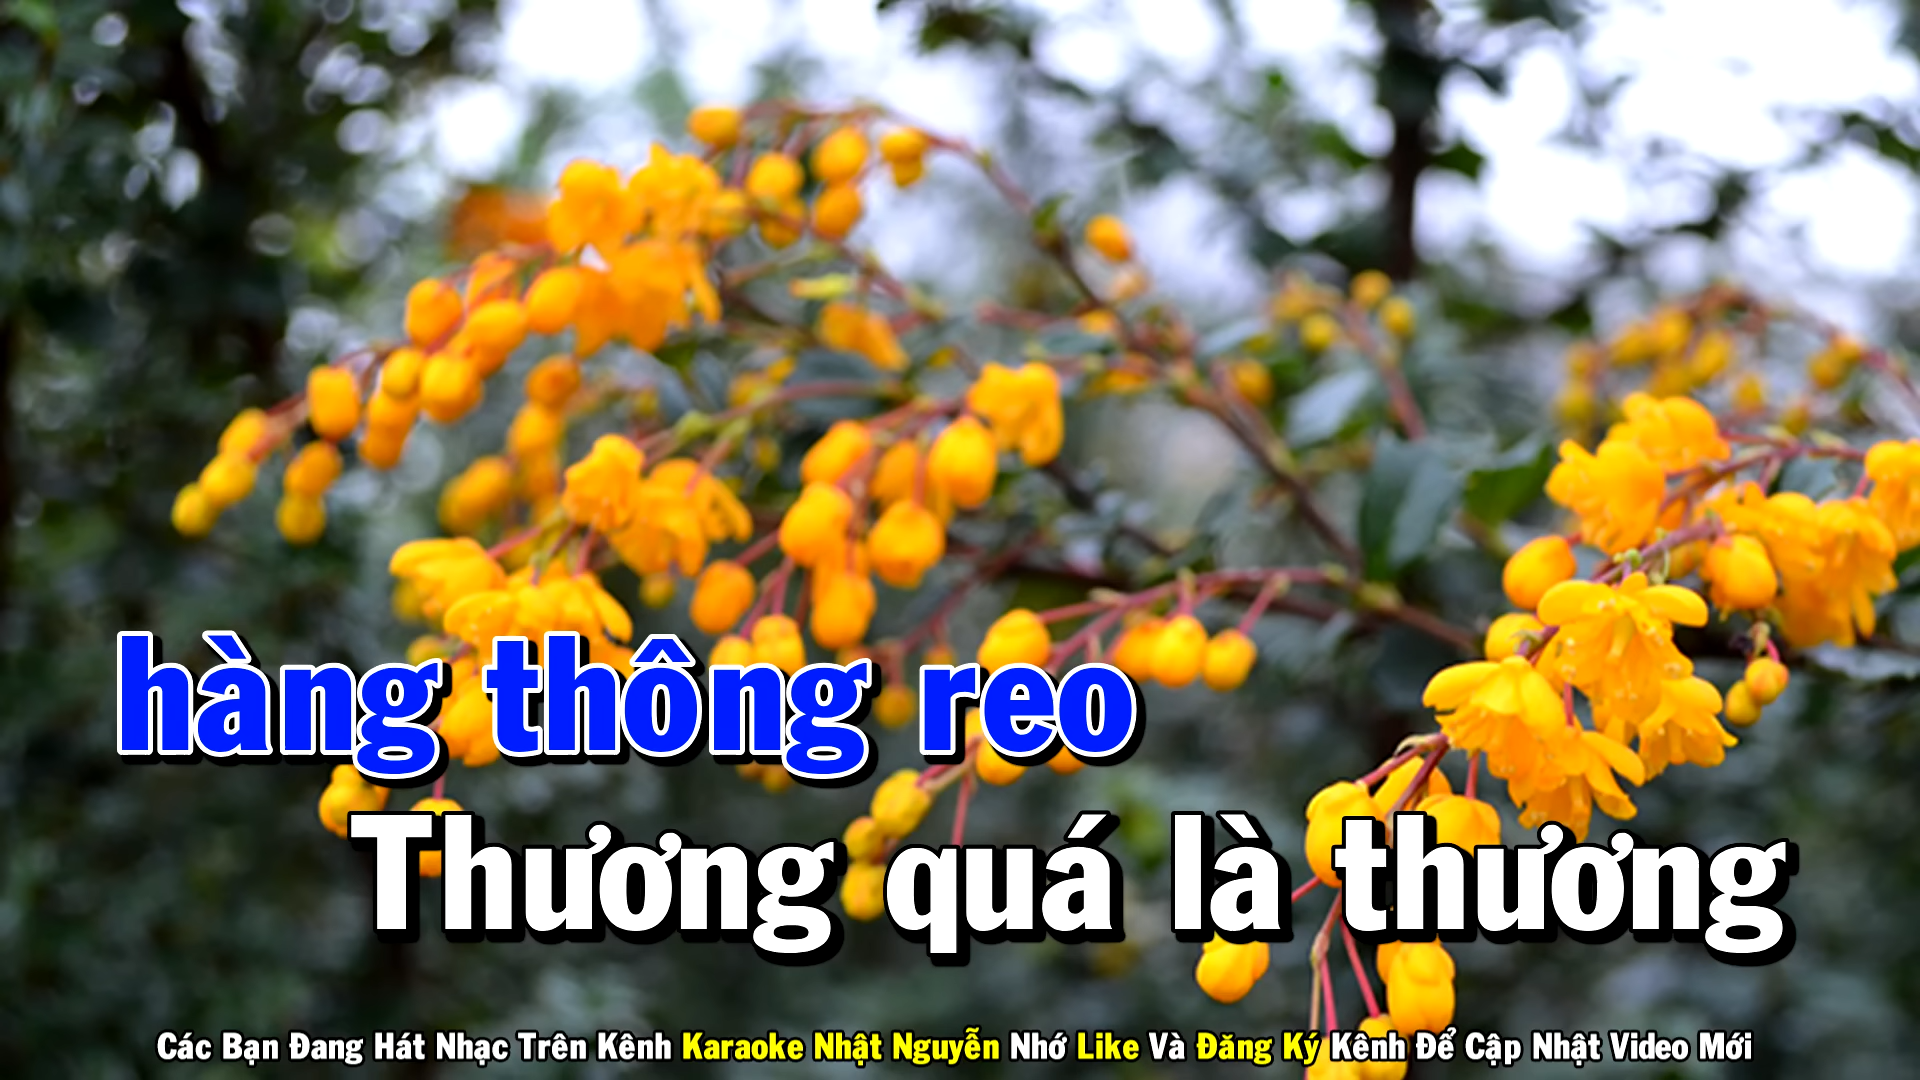 hàng thông reo
Thương quá là thương
Các Bạn Đang Hát Nhạc Trên Kênh Karaoke Nhật Nguyễn Nhớ Like Và Đăng Ký Kênh Để Cập Nhật Video Mới